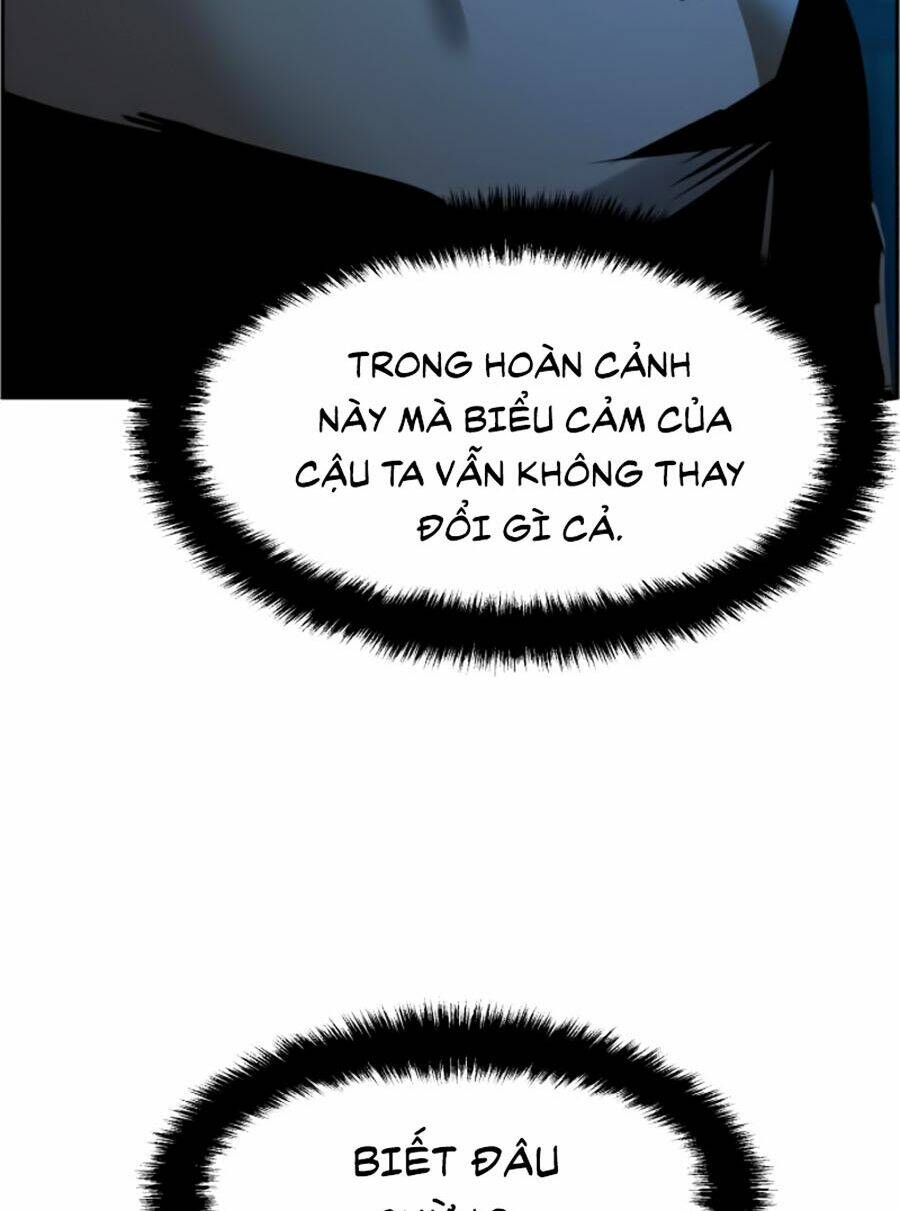 TRONG HOÀN CẢNH
NÀY MÀ BIỂU CẢM CỦA
CẬU TA VẪN KHÔNG THAY
ĐỔI GÌ CẢ.
BIẾT ĐÂU